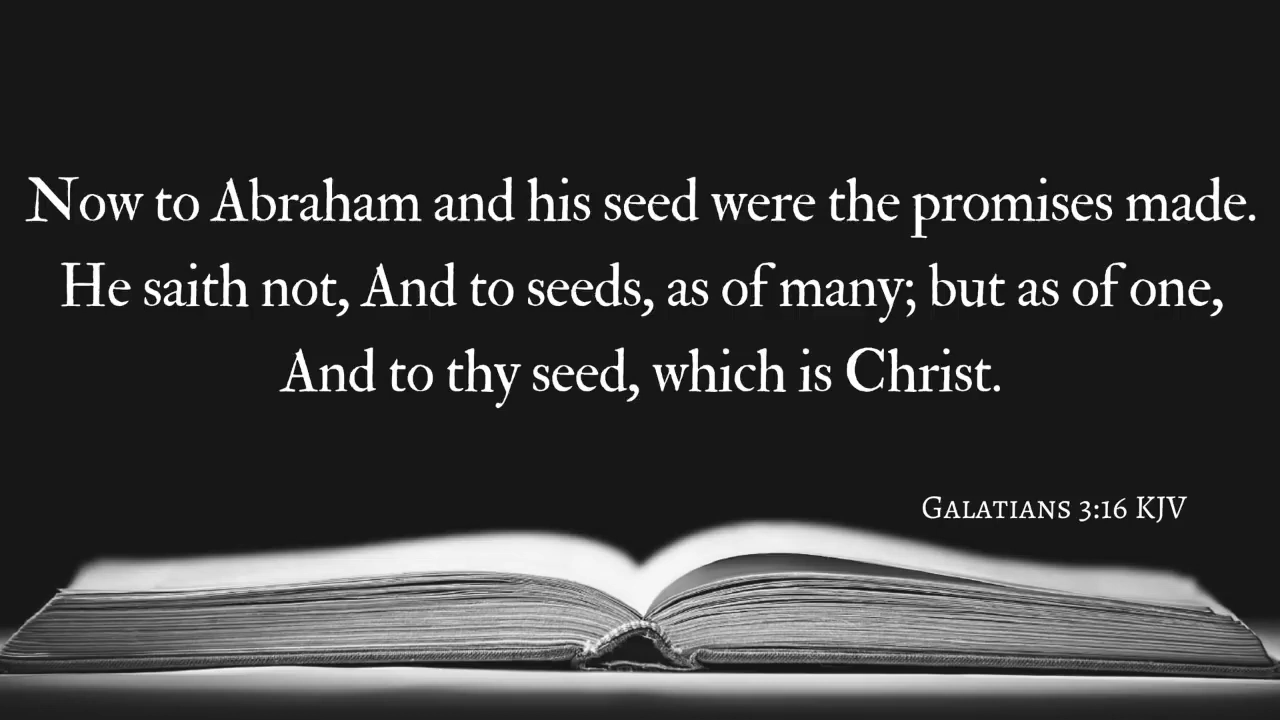 Now to Abraham and his seed were the promises made.
He saith not, And to seeds, as of many; but as of one,
And to thy seed, which is Christ.
Galatians 3:16 KJV